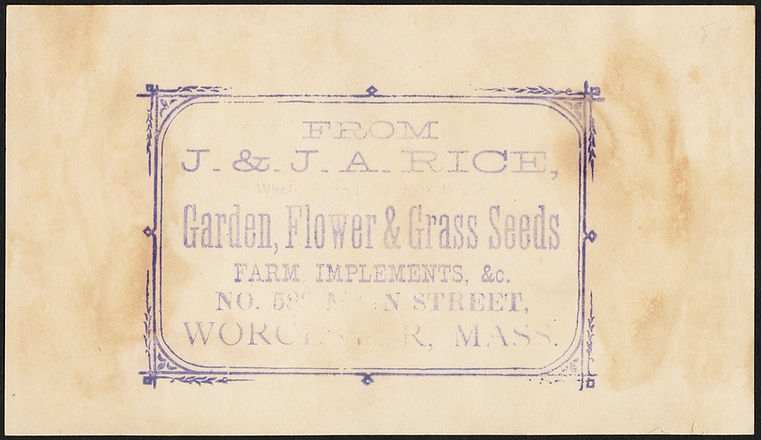 FROM
J. & J. A. RICE,
Garden, Flower & Grass Seeds
FARM IMPLEMENTS, &c.
NO. STREET,
MASS.